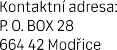 Kontaktní adresa:
P. O. BOX 28
664 42 Modřice